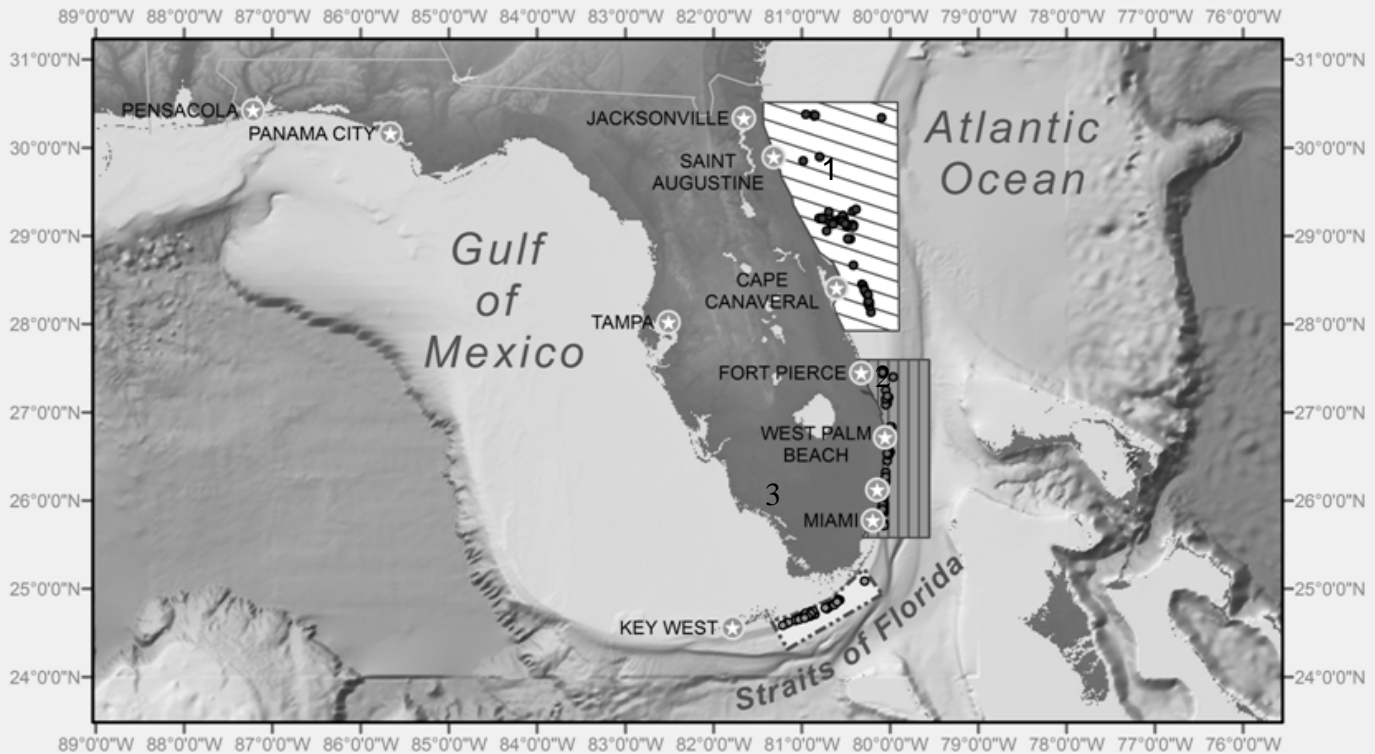 89°0'0"W 88°0'0"W 87°0'0"W 86°0'0"W 85°0'0"W 84°0'0"W 83°0'0"W 82°0'0"W 81°0'0"W 80°0'0"W 79°0'0"W 78°0'0"W 77°0'0"W 76°0'0"W
31°0'0"N 31°0'0"N
PENSACOLA
PANAMA CITY
JACKSONVILLE
Atlantic
Ocean
30°0'0"N 30°0'0"N
SAINT
AUGUSTINE
1
29°0'0"N 29°0'0"N
Gulf
of
Mexico
CAPE
CANAVERAL
28°0'0"N 28°0'0"N
TAMPA
FORT PIERCE
2
27°0'0"N 27°0'0"N
WEST PALM
BEACH
3
26°0'0"N 26°0'0"N
MIAMI
25°0'0"N 25°0'0"N
KEY WEST
Straits of Florida
24°0'0"N 24°0'0"N
89°0'0"W 88°0'0"W 87°0'0"W 86°0'0"W 85°0'0"W 84°0'0"W 83°0'0"W 82°0'0"W 81°0'0"W 80°0'0"W 79°0'0"W 78°0'0"W 77°0'0"W 76°0'0"W